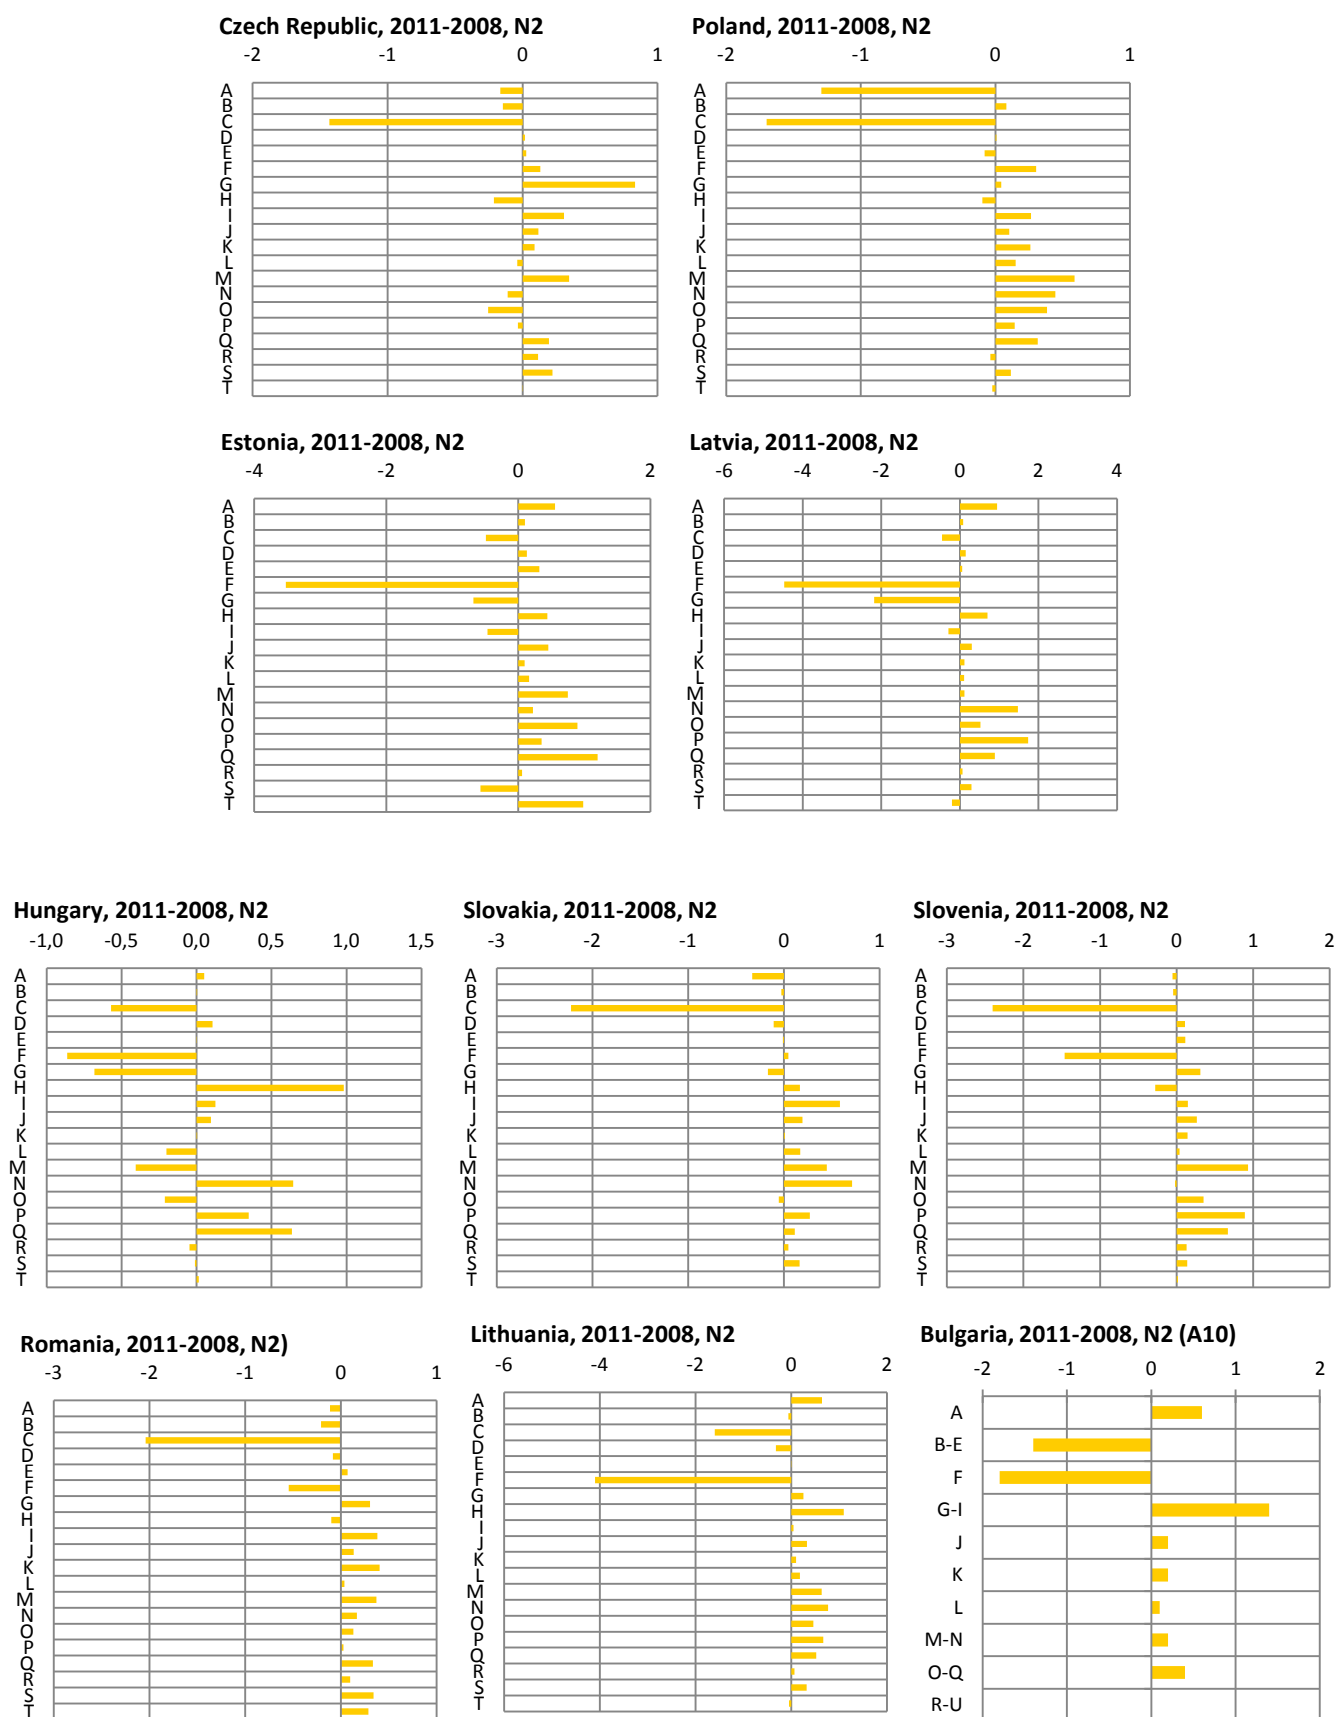 Czech Republic, 2011-2008, N2
-2 -1 0 1
A
B
C
D
E
F
G
H
I
J
K
L
M
N
O
P
Q
R
S
T
Poland, 2011-2008, N2
-2 -1 0 1
A
B
C
D
E
F
G
H
I
J
K
L
M
N
O
P
Q
R
S
T
Estonia, 2011-2008, N2
-4 -2 0 2
A
B
C
D
E
F
G
H
I
J
K
L
M
N
O
P
Q
R
S
T
Latvia, 2011-2008, N2
-6 -4 -2 0 2 4
A
B
C
D
E
F
G
H
I
J
K
L
M
N
O
P
Q
R
S
T
Hungary, 2011-2008, N2
-1,0 -0,5 0,0 0,5 1,0 1,5
A
B
C
D
E
F
G
H
I
J
K
L
M
N
O
P
Q
R
S
T
Slovakia, 2011-2008, N2
-3 -2 -1 0 1
A
B
C
D
E
F
G
H
I
J
K
L
M
N
O
P
Q
R
S
T
Slovenia, 2011-2008, N2
-3 -2 -1 0 1 2
A
B
C
D
E
F
G
H
I
J
K
L
M
N
O
P
Q
R
S
T
Romania, 2011-2008, N2)
-3 -2 -1 0 1
A
B
C
D
E
F
G
H
I
J
K
L
M
N
O
P
Q
R
S
T
Lithuania, 2011-2008, N2
-6 -4 -2 0 2
A
B
C
D
E
F
G
H
I
J
K
L
M
N
O
P
Q
R
S
T
Bulgaria, 2011-2008, N2 (A10)
-2 -1 0 1 2
A
B-E
F
G-I
J
K
L
M-N
O-Q
R-U